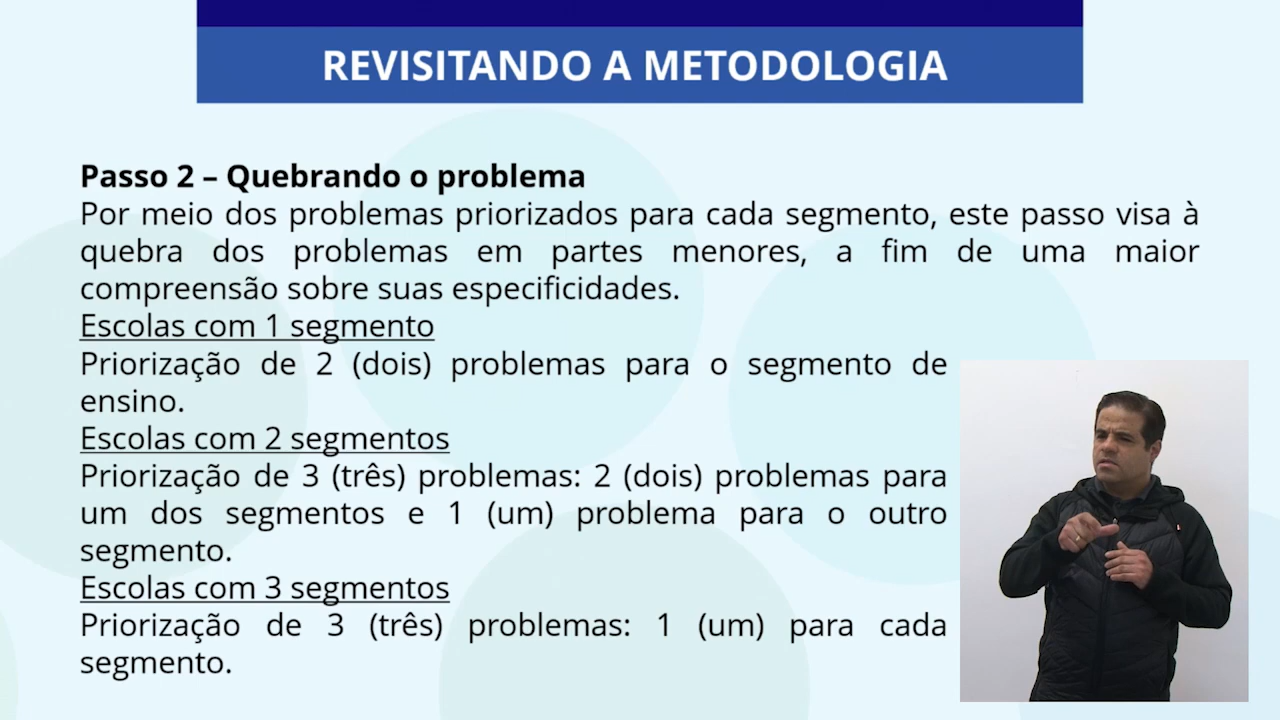 REVISITANDO A METODOLOGIA
Passo 2 – Quebrando o problema
Por meio dos problemas priorizados para cada segmento, este passo visa à
quebra dos problemas em partes menores, a fim de uma maior
compreensão sobre suas especificidades.
Escolas com 1 segmento
Priorização de 2 (dois) problemas para o segmento de
ensino.
Escolas com 2 segmentos
Priorização de 3 (três) problemas: 2 (dois) problemas para
um dos segmentos e 1 (um) problema para o outro
segmento.
Escolas com 3 segmentos
Priorização de 3 (três) problemas: 1 (um) para cada
segmento.